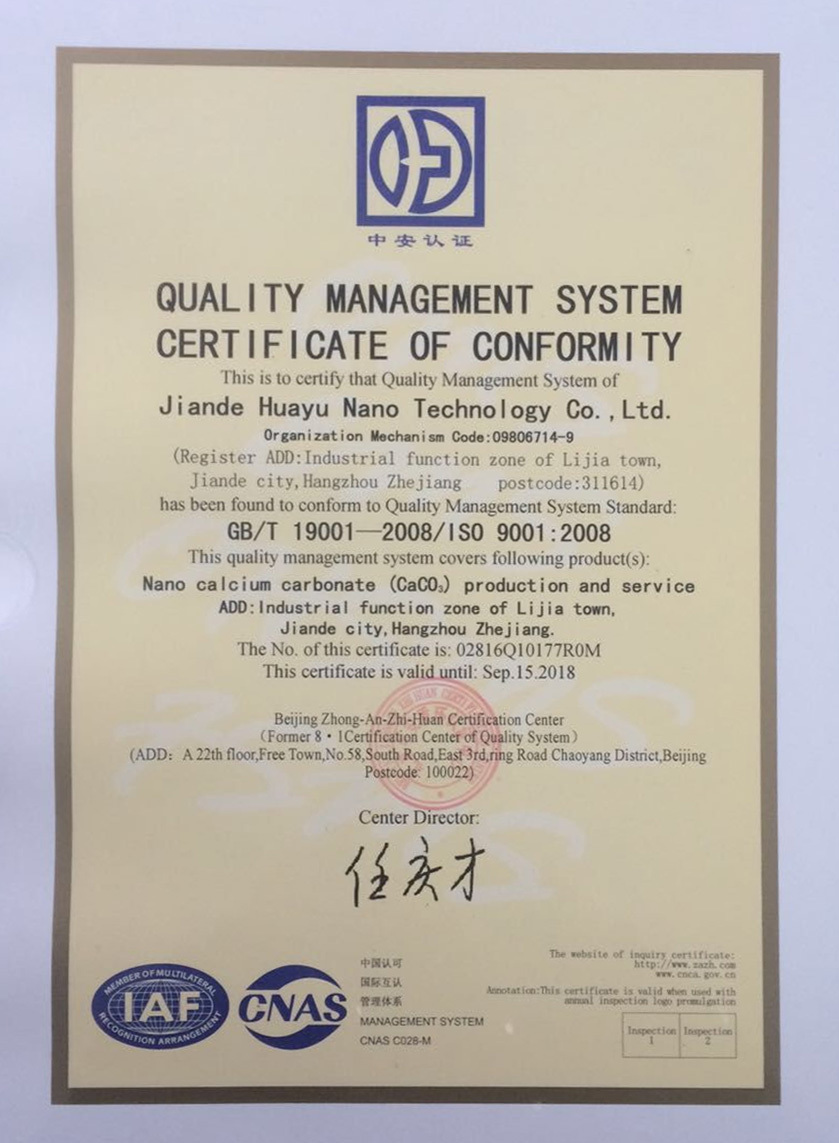 中安认证
QUALITY MANAGEMENT SYSTEM
CERTIFICATE OF CONFORMITY
This is to certify that Quality Management System of
Jiande Huayu Nano Technology Co.,Ltd.
Organization Mechanism Code:09806714-9
(Register ADD:Industrial function zone of Lijia town,
Jiande city,Hangzhou Zhejiang postcode:311614)
has been found to conform to Quality Management System Standard:
GB/T 19001—2008/ISO 9001:2008
This quality management system covers following product(s):
Nano calcium carbonate (CaCO₃) production and service
ADD:Industrial function zone of Lijia town,
Jiande city,Hangzhou Zhejiang.
The No. of this certificate is: 02816Q10177R0M
This certificate is valid until: Sep.15.2018
Beijing Zhong-An-Zhi-Huan Certification Center
(Former 8·1Certification Center of Quality System)
(ADD: A 22th floor,Free Town,No.58,South Road,East 3rd,ring Road Chaoyang District,Beijing
Postcode: 100022)
Center Director:
任庆才
MEMBER OF MULTILATERAL
IAF
RECOGNITION ARRANGEMENT
CNAS
中国认可
国际互认
管理体系
MANAGEMENT SYSTEM
CNAS C028-M
The website of inquiry certificate:
http://www.zazh.com
www.cnca.gov.cn
Annotation:This certificate is valid when used with
annual inspection logo promulgation
Inspection 1
Inspection 2